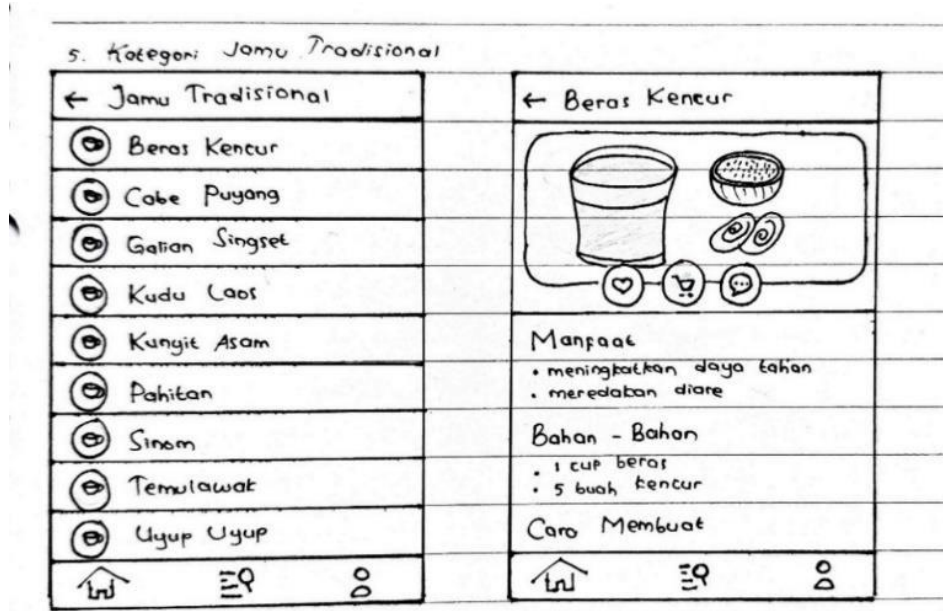 5. Kategori Jamu Tradisional
← Jamu Tradisional
Beras Kencur
Cabe Puyang
Galian Singset
Kudu Laos
Kunyit Asam
Pahitan
Sinom
Temulawak
Uyup Uyup
← Beras Kencur
Manfaat
• meningkatkan daya tahan
• meredakan diare
Bahan - Bahan
• 1 cup beras
• 5 buah kencur
Cara Membuat